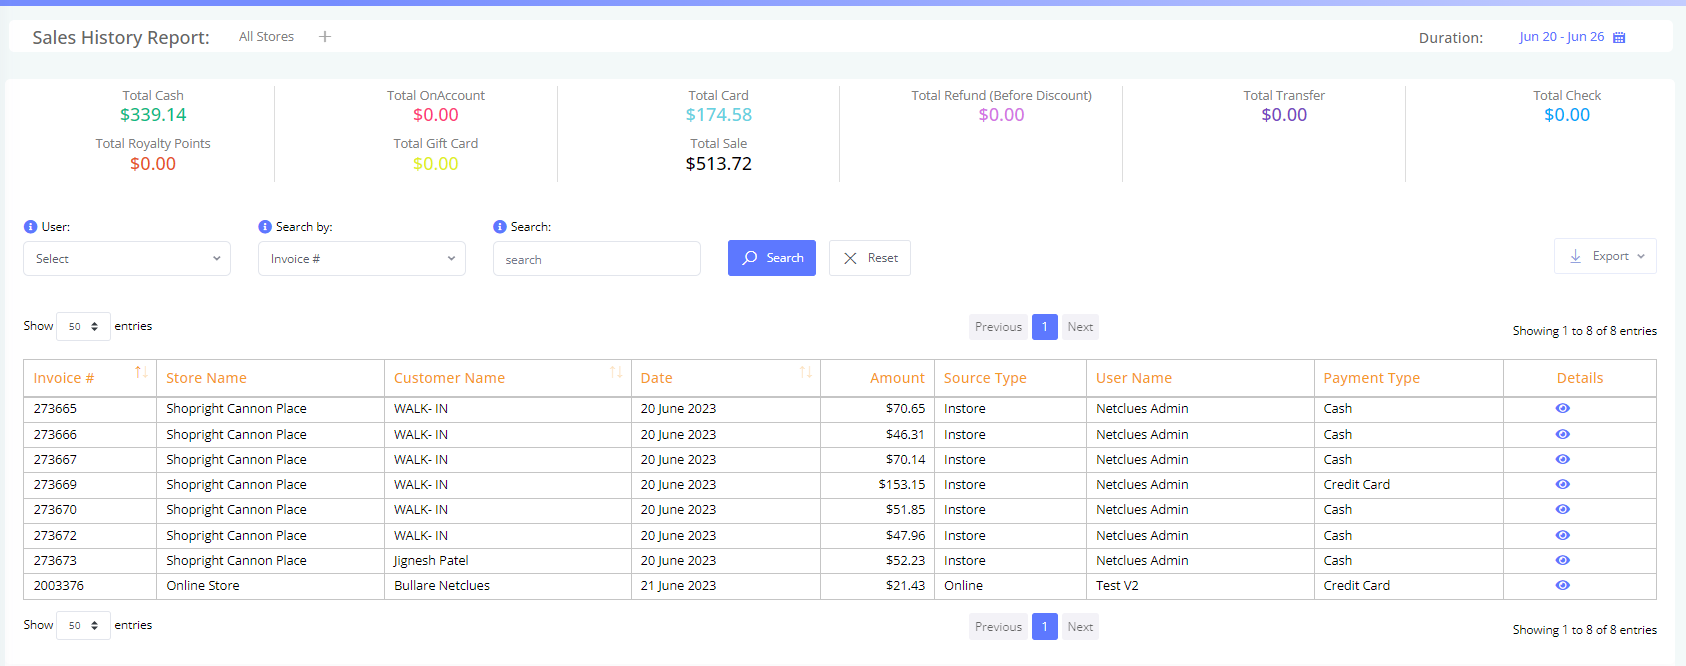 Sales History Report: All Stores + Duration: Jun 20 - Jun 26
Total Cash Total OnAccount Total Card Total Refund (Before Discount) Total Transfer Total Check
$339.14 $0.00 $174.58 $0.00 $0.00 $0.00
Total Royalty Points Total Gift Card Total Sale
$0.00 $0.00 $513.72
User: Search by: Search:
Select Invoice # search Search Reset Export
Show 50 entries Previous 1 Next Showing 1 to 8 of 8 entries
Invoice # Store Name Customer Name Date Amount Source Type User Name Payment Type Details
273665 Shopright Cannon Place WALK- IN 20 June 2023 $70.65 Instore Netclues Admin Cash
273666 Shopright Cannon Place WALK- IN 20 June 2023 $46.31 Instore Netclues Admin Cash
273667 Shopright Cannon Place WALK- IN 20 June 2023 $70.14 Instore Netclues Admin Cash
273669 Shopright Cannon Place WALK- IN 20 June 2023 $153.15 Instore Netclues Admin Credit Card
273670 Shopright Cannon Place WALK- IN 20 June 2023 $51.85 Instore Netclues Admin Cash
273672 Shopright Cannon Place WALK- IN 20 June 2023 $47.96 Instore Netclues Admin Cash
273673 Shopright Cannon Place Jignesh Patel 20 June 2023 $52.23 Instore Netclues Admin Cash
2003376 Online Store Bullare Netclues 21 June 2023 $21.43 Online Test V2 Credit Card
Show 50 entries Previous 1 Next Showing 1 to 8 of 8 entries